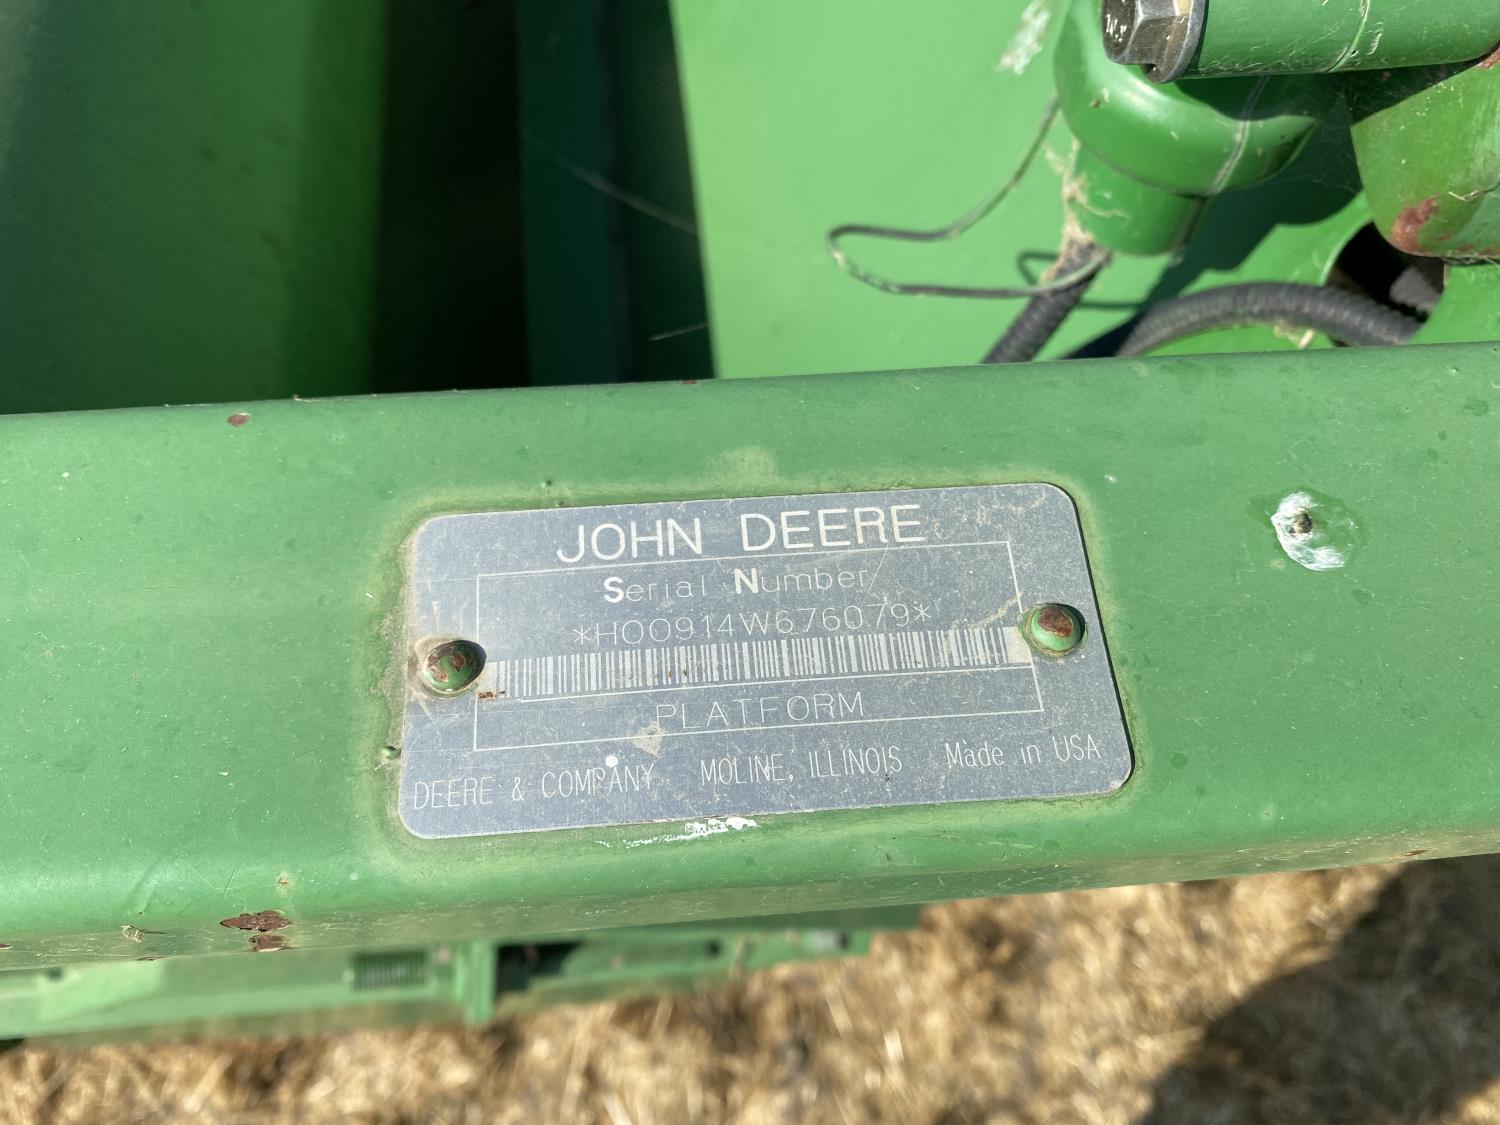 JOHN DEERE
Serial Number
*H00914W676079*
PLATFORM
DEERE & COMPANY MOLINE, ILLINOIS Made in USA